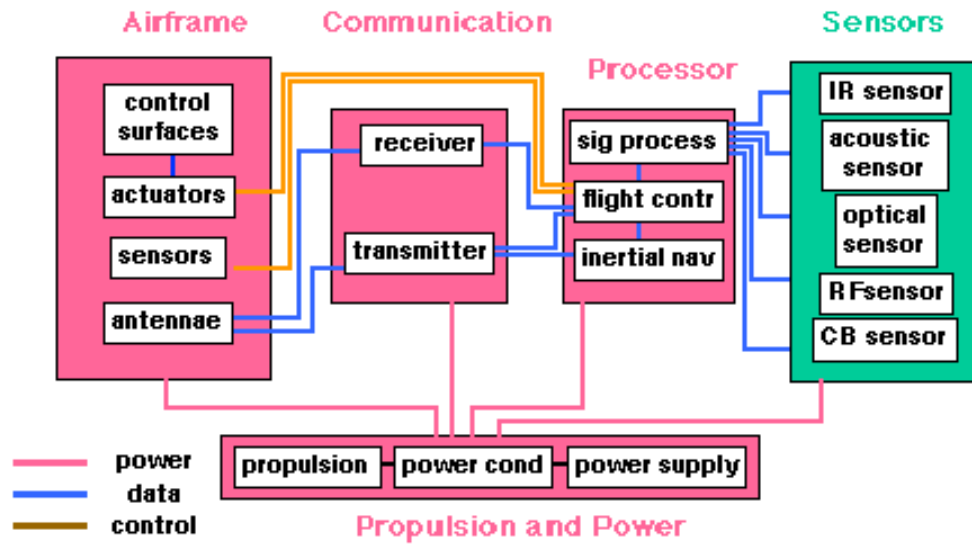 Airframe
Communication
Sensors
Processor
control
surfaces
actuators
sensors
antennae
receiver
transmitter
sig process
flight contr
inertial nav
IR sensor
acoustic
sensor
optical
sensor
RFsensor
CB sensor
propulsion
power cond
power supply
Propulsion and Power
power
data
control